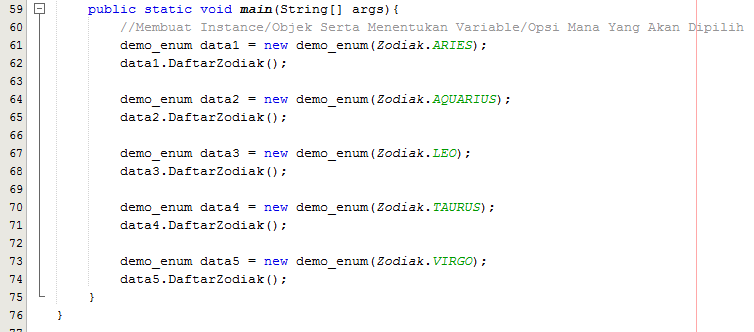 59 public static void main(String[] args){
60 //Membuat Instance/Objek Serta Menentukan Variable/Opsi Mana Yang Akan Dipilih
61 demo_enum data1 = new demo_enum(Zodiak.ARIES);
62 data1.DaftarZodiak();
63
64 demo_enum data2 = new demo_enum(Zodiak.AQUARIUS);
65 data2.DaftarZodiak();
66
67 demo_enum data3 = new demo_enum(Zodiak.LEO);
68 data3.DaftarZodiak();
69
70 demo_enum data4 = new demo_enum(Zodiak.TAURUS);
71 data4.DaftarZodiak();
72
73 demo_enum data5 = new demo_enum(Zodiak.VIRGO);
74 data5.DaftarZodiak();
75 }
76 }